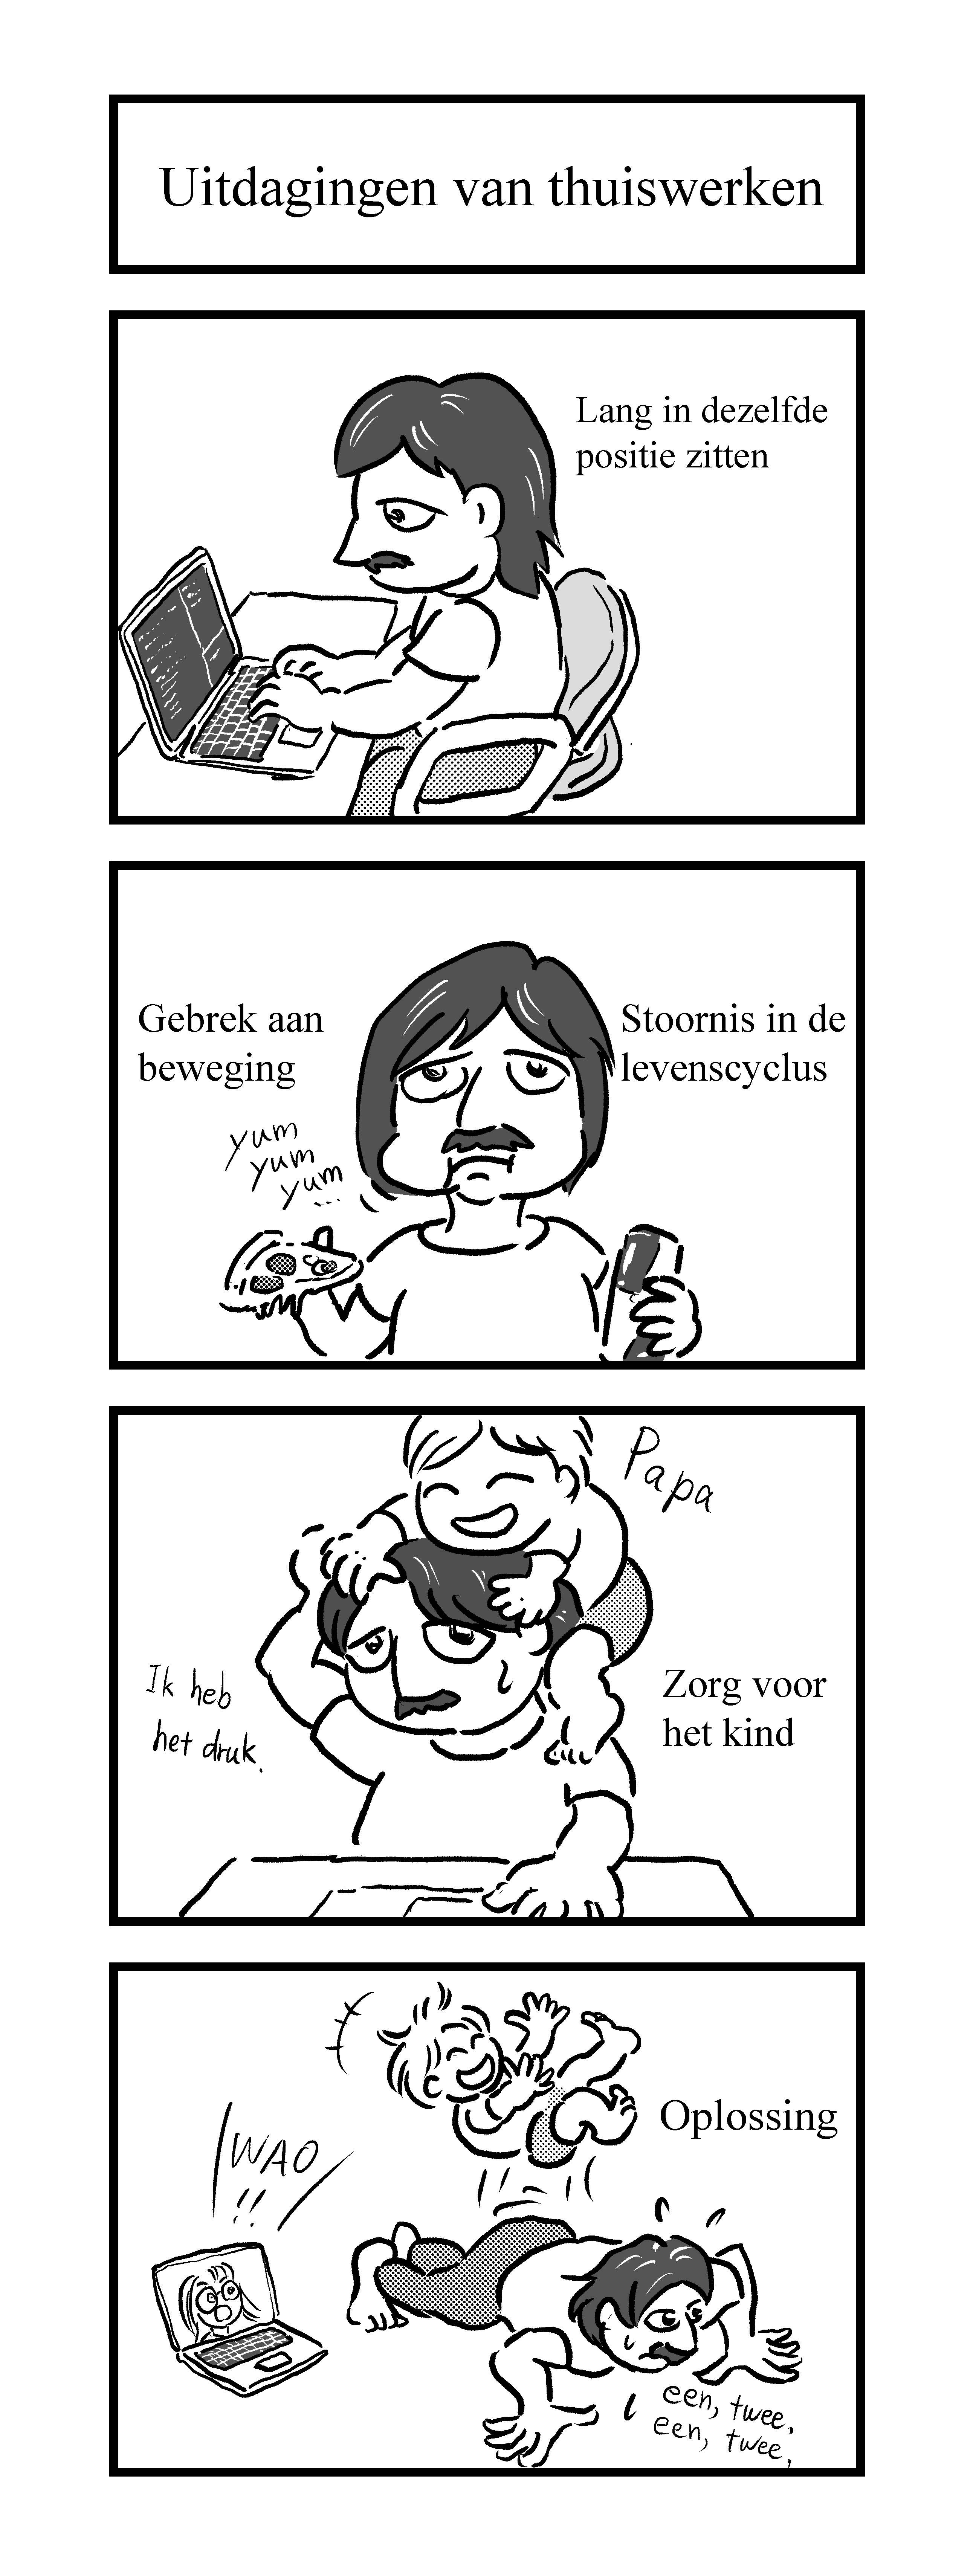 Uitdagingen van thuiswerken
Lang in dezelfde
positie zitten
Gebrek aan
beweging
Stoornis in de
levenscyclus
yum
yum
yum
...
Papa
Ik heb
het druk.
Zorg voor
het kind
Oplossing
WAO
!!
een, twee,
een, twee,